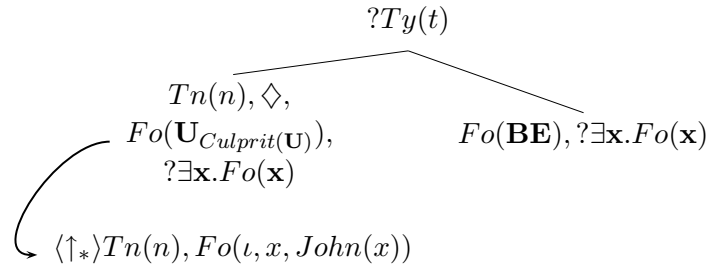 ?Ty(t)
Tn(n), ♢,
Fo(U_{Culprit(U)}),
?∃x.Fo(x)
Fo(BE), ?∃x.Fo(x)
⟨↑∗⟩Tn(n), Fo(ι, x, John(x))